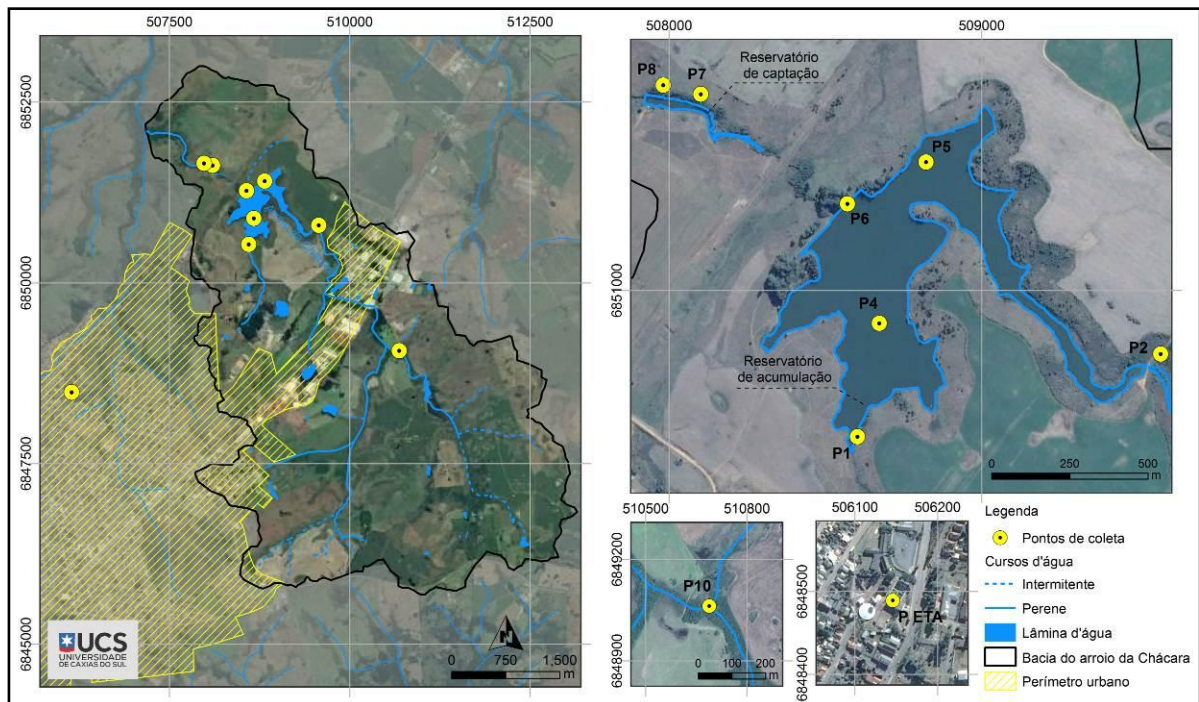 507500
510000
512500
6852500
6850000
6847500
6845000
UCS
UNIVERSIDADE
DE CAXIAS DO SUL
N
0
750
1,500
m
508000
509000
6851000
P8
P7
Reservatório
de captação
P5
P6
P4
Reservatório
de acumulação
P2
P1
0
250
500
m
510500
510800
6849200
6848900
P10
0
100
200
m
506100
506200
6848500
6848400
P. ETA
Legenda
Pontos de coleta
Cursos d'água
Intermitente
Perene
Lâmina d'água
Bacia do arroio da Chácara
Perímetro urbano